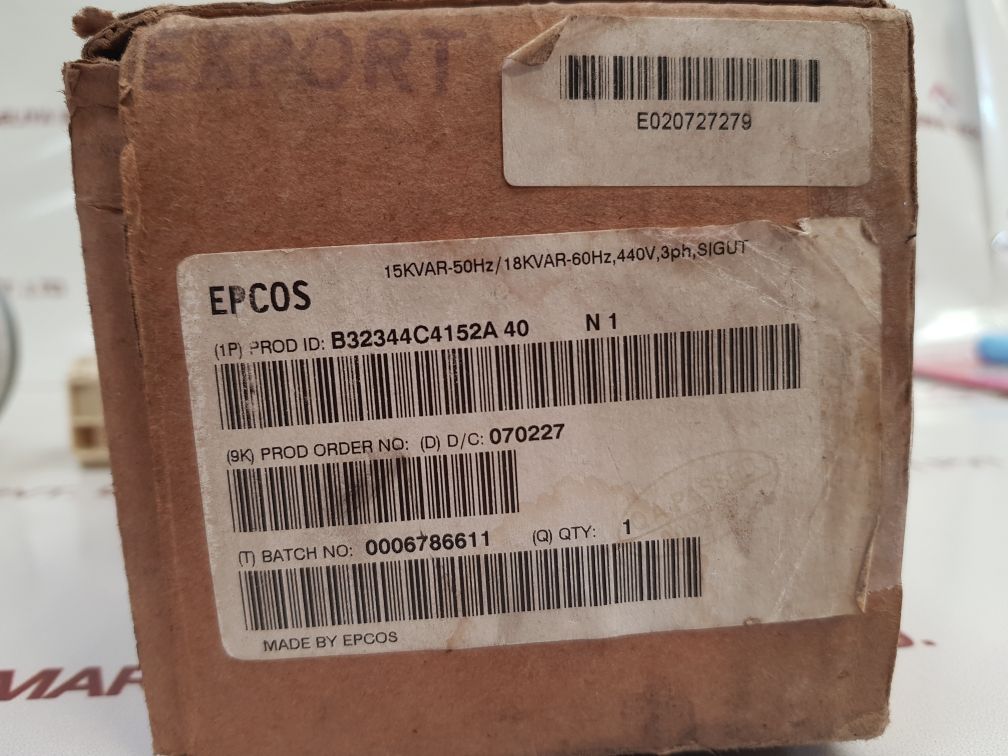 EXPORT
E020727279
15KVAR-50Hz/18KVAR-60Hz,440V,3ph,SIGUT
EPCOS
(1P) PROD ID: B32344C4152A 40 N 1
(9K) PROD ORDER NO: (D) D/C: 070227
(T) BATCH NO: 0006786611 (Q) QTY: 1
PASSED
MADE BY EPCOS